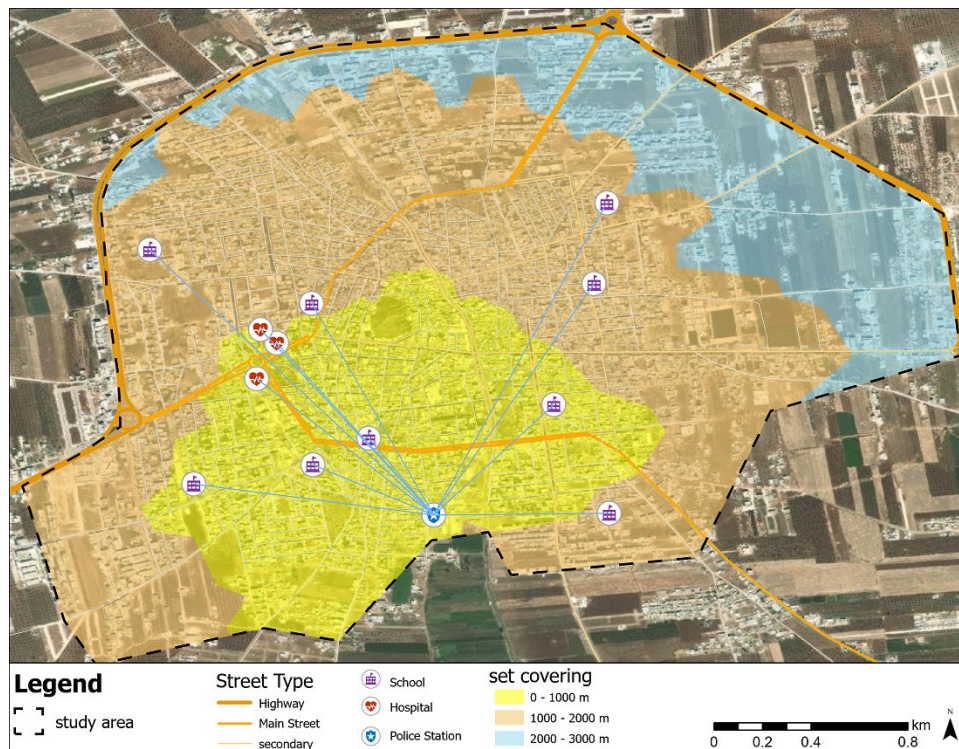 Legend
study area
Street Type
Highway
Main Street
secondary
School
Hospital
Police Station
set covering
0 - 1000 m
1000 - 2000 m
2000 - 3000 m
km
0 0.2 0.4 0.8
N